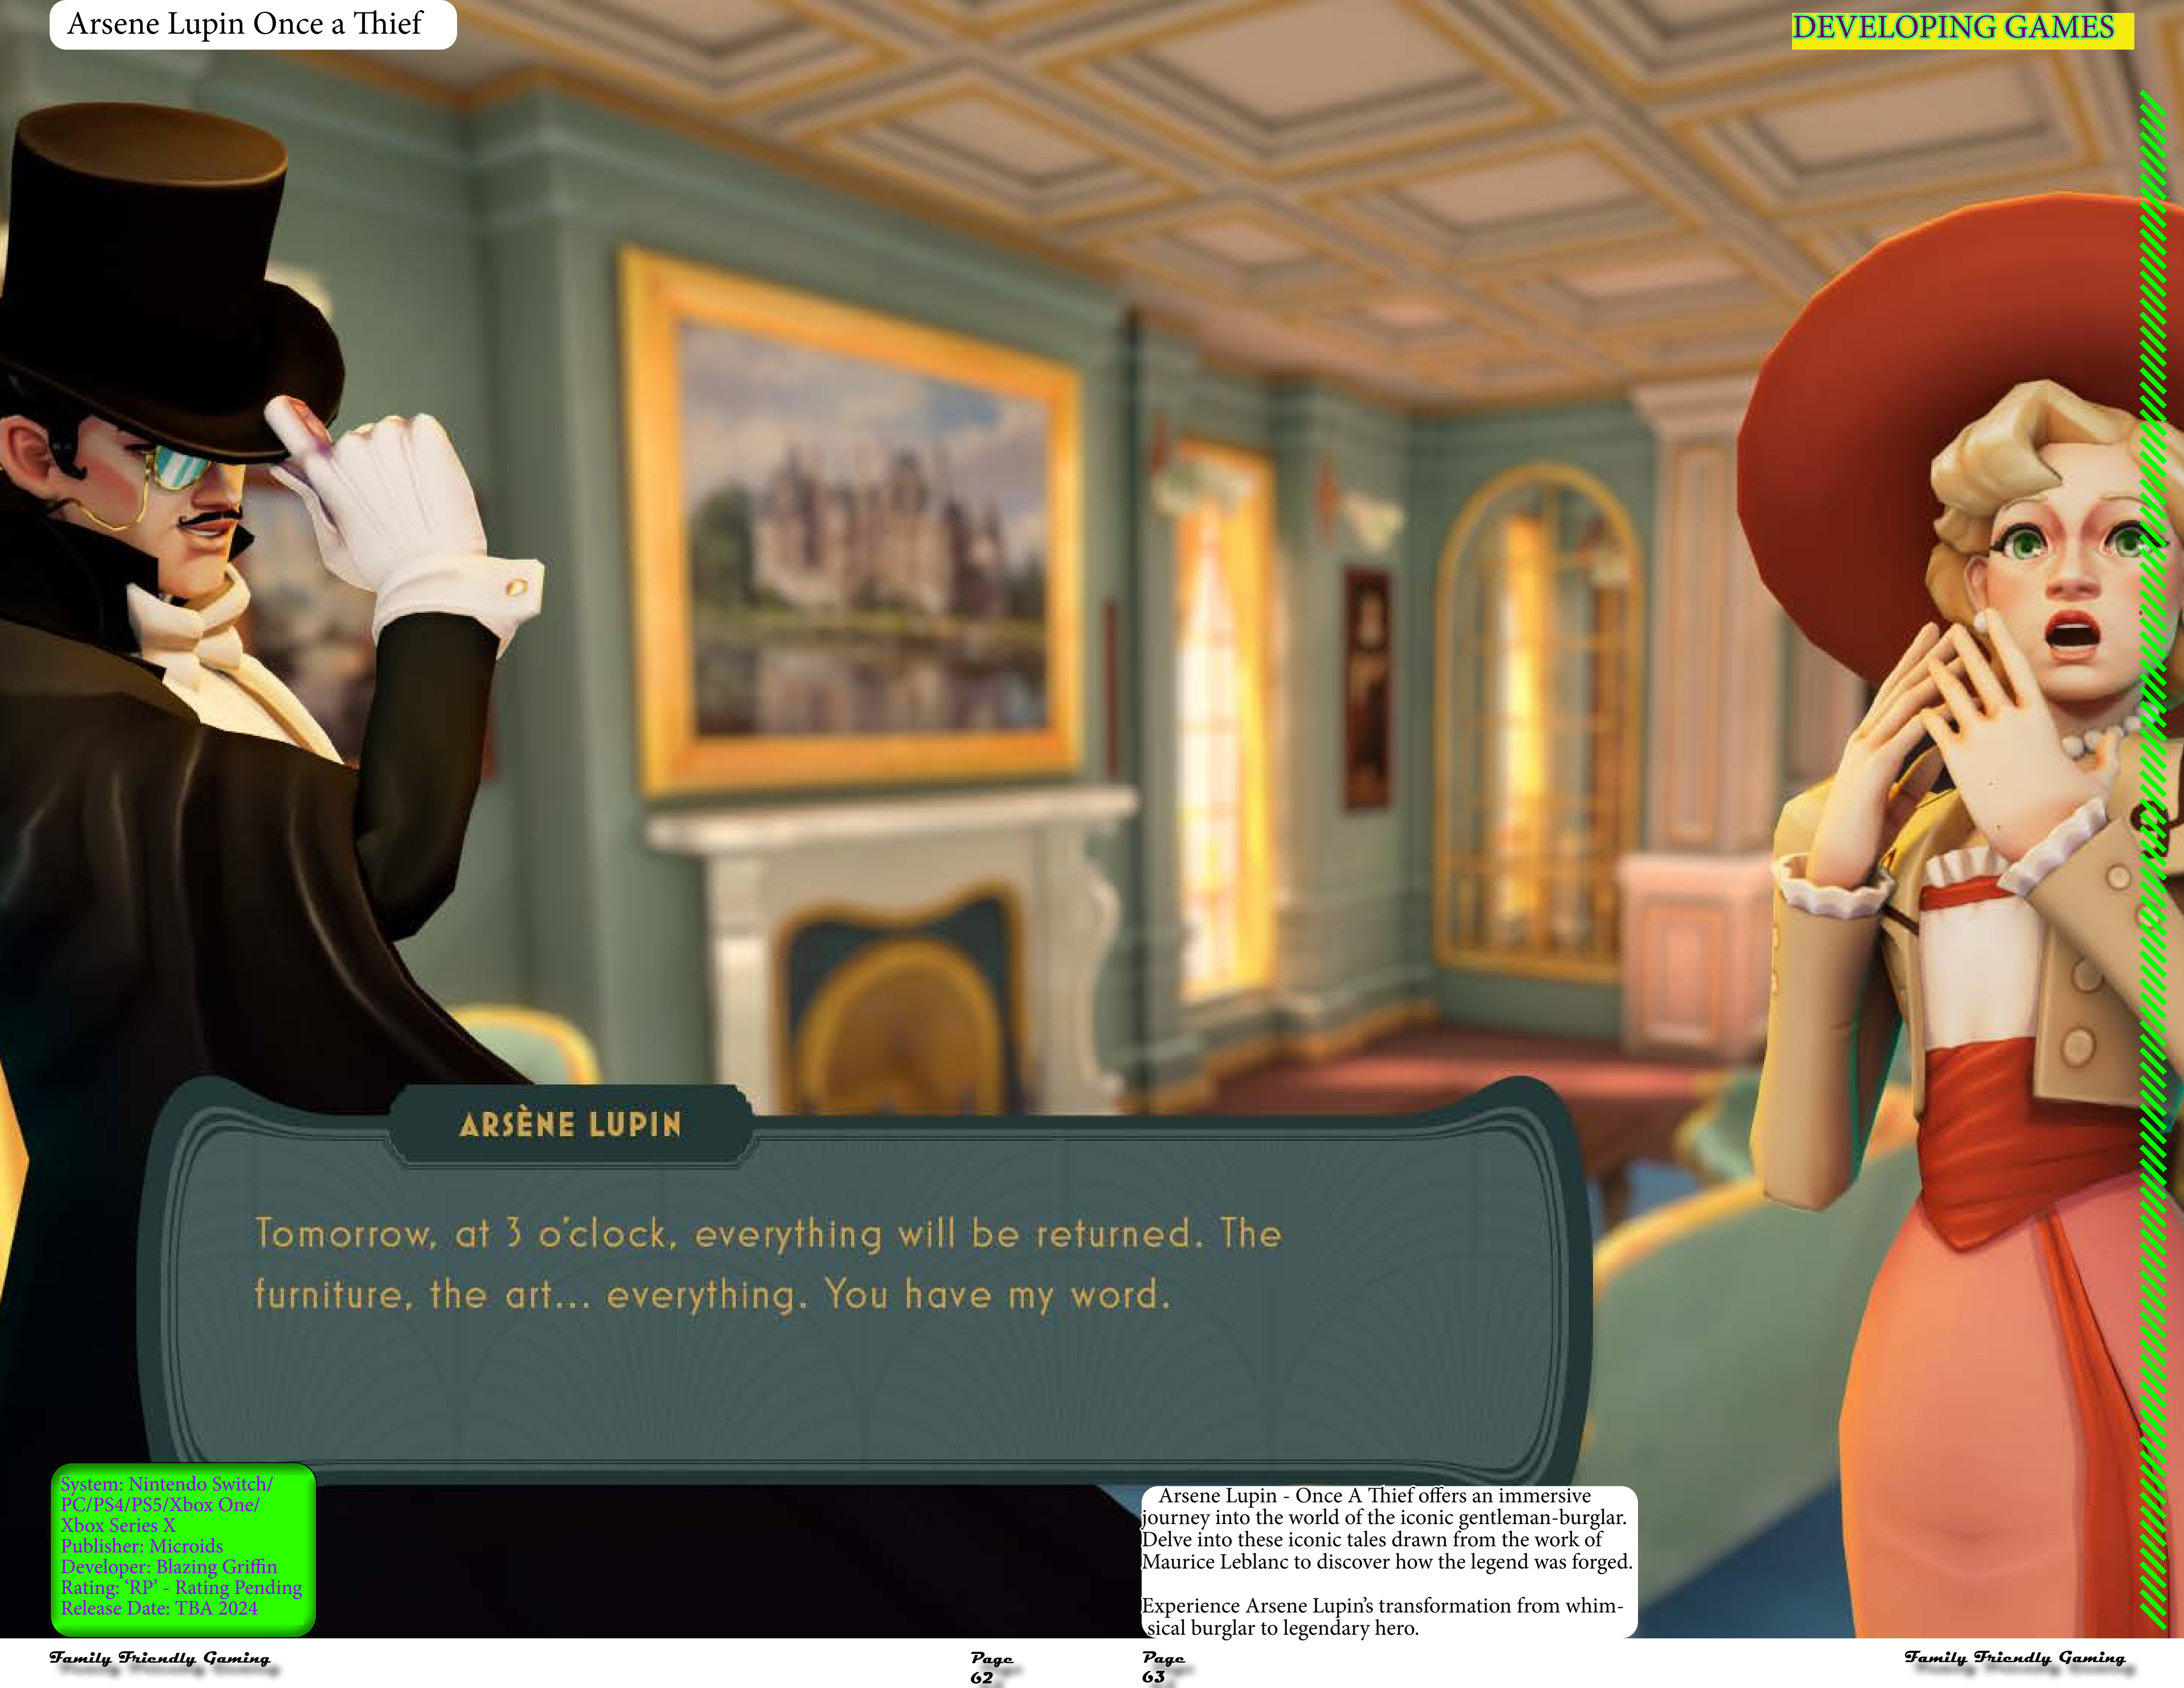 Arsene Lupin Once a Thief
DEVELOPING GAMES
ARSÈNE LUPIN
Tomorrow, at 3 o'clock, everything will be returned. The
furniture, the art... everything. You have my word.
System: Nintendo Switch/
PC/PS4/PS5/Xbox One/
Xbox Series X
Publisher: Microids
Developer: Blazing Griffin
Rating: ‘RP’ - Rating Pending
Release Date: TBA 2024
Arsene Lupin - Once A Thief offers an immersive
journey into the world of the iconic gentleman-burglar.
Delve into these iconic tales drawn from the work of
Maurice Leblanc to discover how the legend was forged.
Experience Arsene Lupin’s transformation from whim-
sical burglar to legendary hero.
Family Friendly Gaming
Page
62
Page
63
Family Friendly Gaming